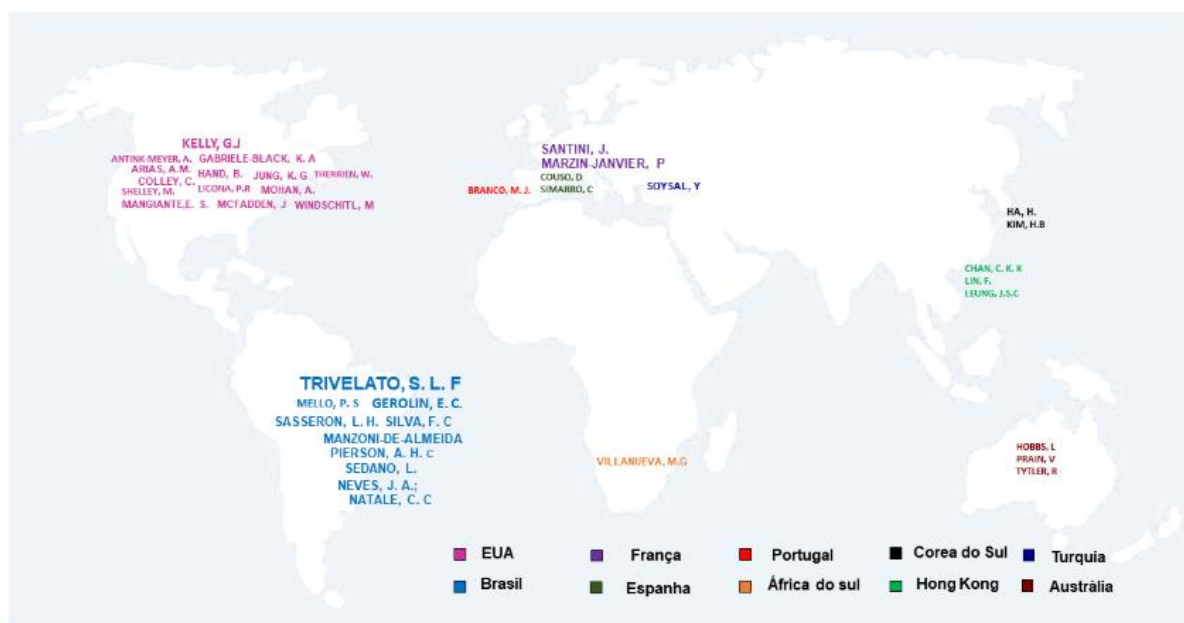 KELLY, G.J
ANTINK-MEYER, A. GABRIELE-BLACK, K. A
ARIAS, A.M. HAND, B. JUNG, K. G THERRIEN, W.
COLLEY, C.
SHELLEY, M. LICONA, P.R MOHAN, A.
MANGIANTE,E. S. MCFADDEN, J WINDSCHITL, M
SANTINI, J.
MARZIN-JANVIER, P
COUSO, D
SIMARRO, C
BRANCO, M. J.
SOYSAL, Y
HA, H.
KIM, H.B
CHAN, C. K. K
LIN, F.
LEUNG, J.S.C
TRIVELATO, S. L. F
MELLO, P. S GEROLIN, E. C.
SASSERON, L. H. SILVA, F. C
MANZONI-DE-ALMEIDA
PIERSON, A. H. C
SEDANO, L.
NEVES, J. A.;
NATALE, C. C
VILLANUEVA, M.G
HOBBS, L
PRAIN, V
TYTLER, R
EUA França Portugal Corea do Sul Turquia
Brasil Espanha África do sul Hong Kong Austrália